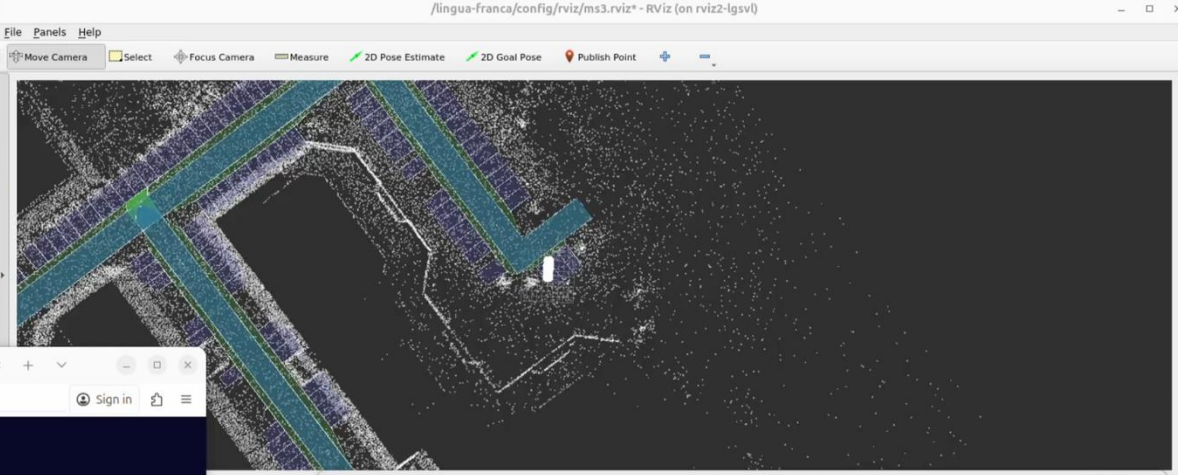 /lingua-franca/config/rviz/ms3.rviz* - RViz (on rviz2-lgsvl)
File Panels Help
Move Camera Select Focus Camera Measure 2D Pose Estimate 2D Goal Pose Publish Point
Sign in